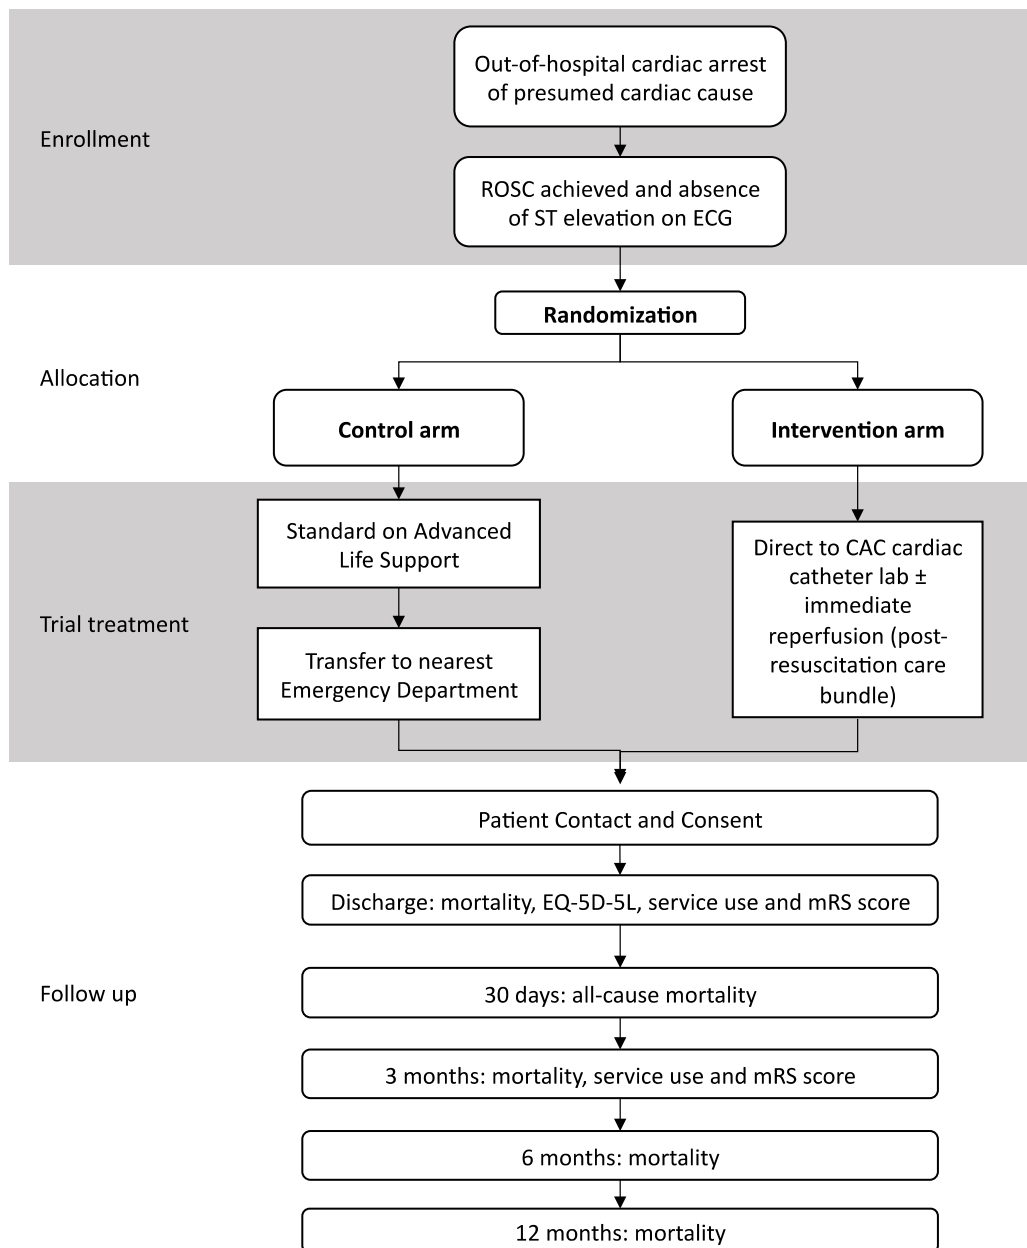 Out-of-hospital cardiac arrest
of presumed cardiac cause
Enrollment
ROSC achieved and absence
of ST elevation on ECG
Randomization
Allocation
Control arm
Intervention arm
Standard on Advanced
Life Support
Direct to CAC cardiac
catheter lab ±
immediate
reperfusion (post-
resuscitation care
bundle)
Trial treatment
Transfer to nearest
Emergency Department
Patient Contact and Consent
Discharge: mortality, EQ-5D-5L, service use and mRS score
Follow up
30 days: all-cause mortality
3 months: mortality, service use and mRS score
6 months: mortality
12 months: mortality